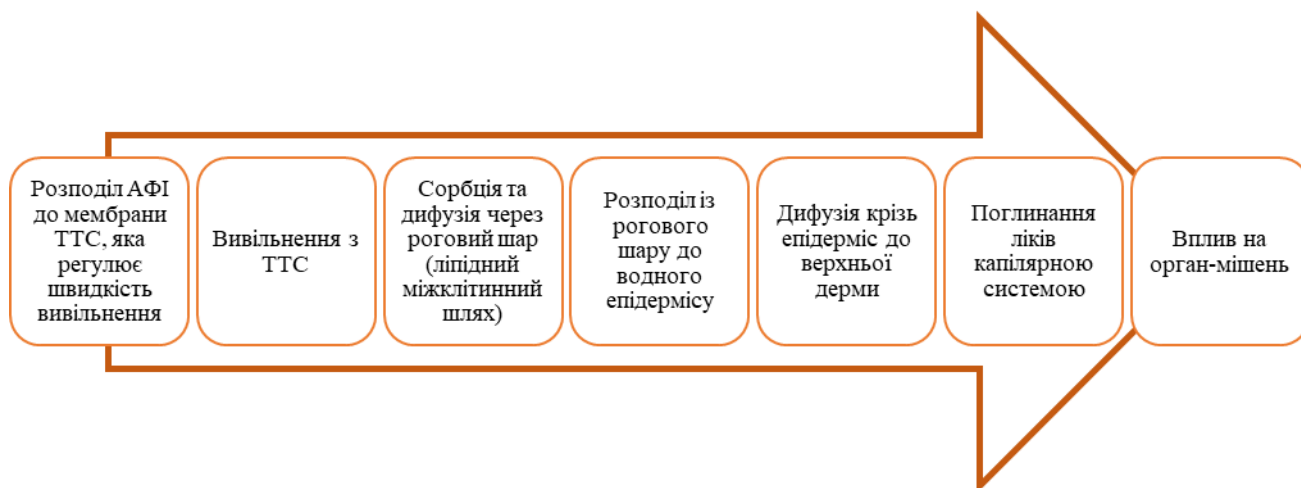 Розподіл АФІ
до мембрани
ТТС, яка
регулює
швидкість
вивільнення
Вивільнення з
ТТС
Сорбція та
дифузія через
роговий шар
(ліпідний
міжклітинний
шлях)
Розподіл із
рогового
шару до
водного
епідермісу
Дифузія крізь
епідерміс до
верхньої
дерми
Поглинання
ліків
капілярною
системою
Вплив на
орган-мішень